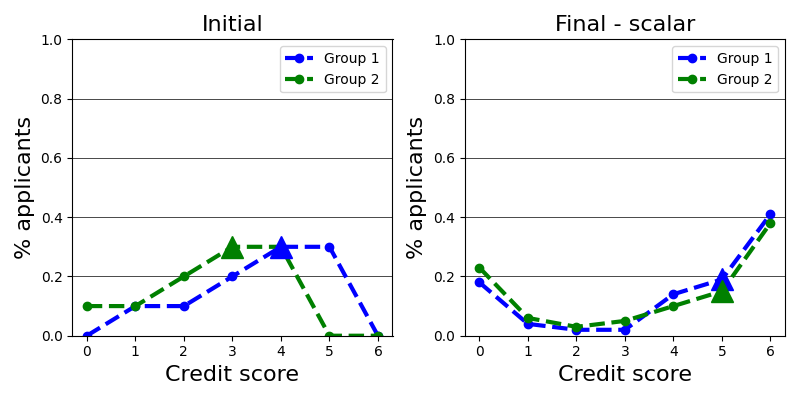 Initial
Final - scalar
1.0
0.8
0.6
0.4
0.2
0.0
% applicants
Group 1
Group 2
0 1 2 3 4 5 6
Credit score
1.0
0.8
0.6
0.4
0.2
0.0
% applicants
Group 1
Group 2
0 1 2 3 4 5 6
Credit score